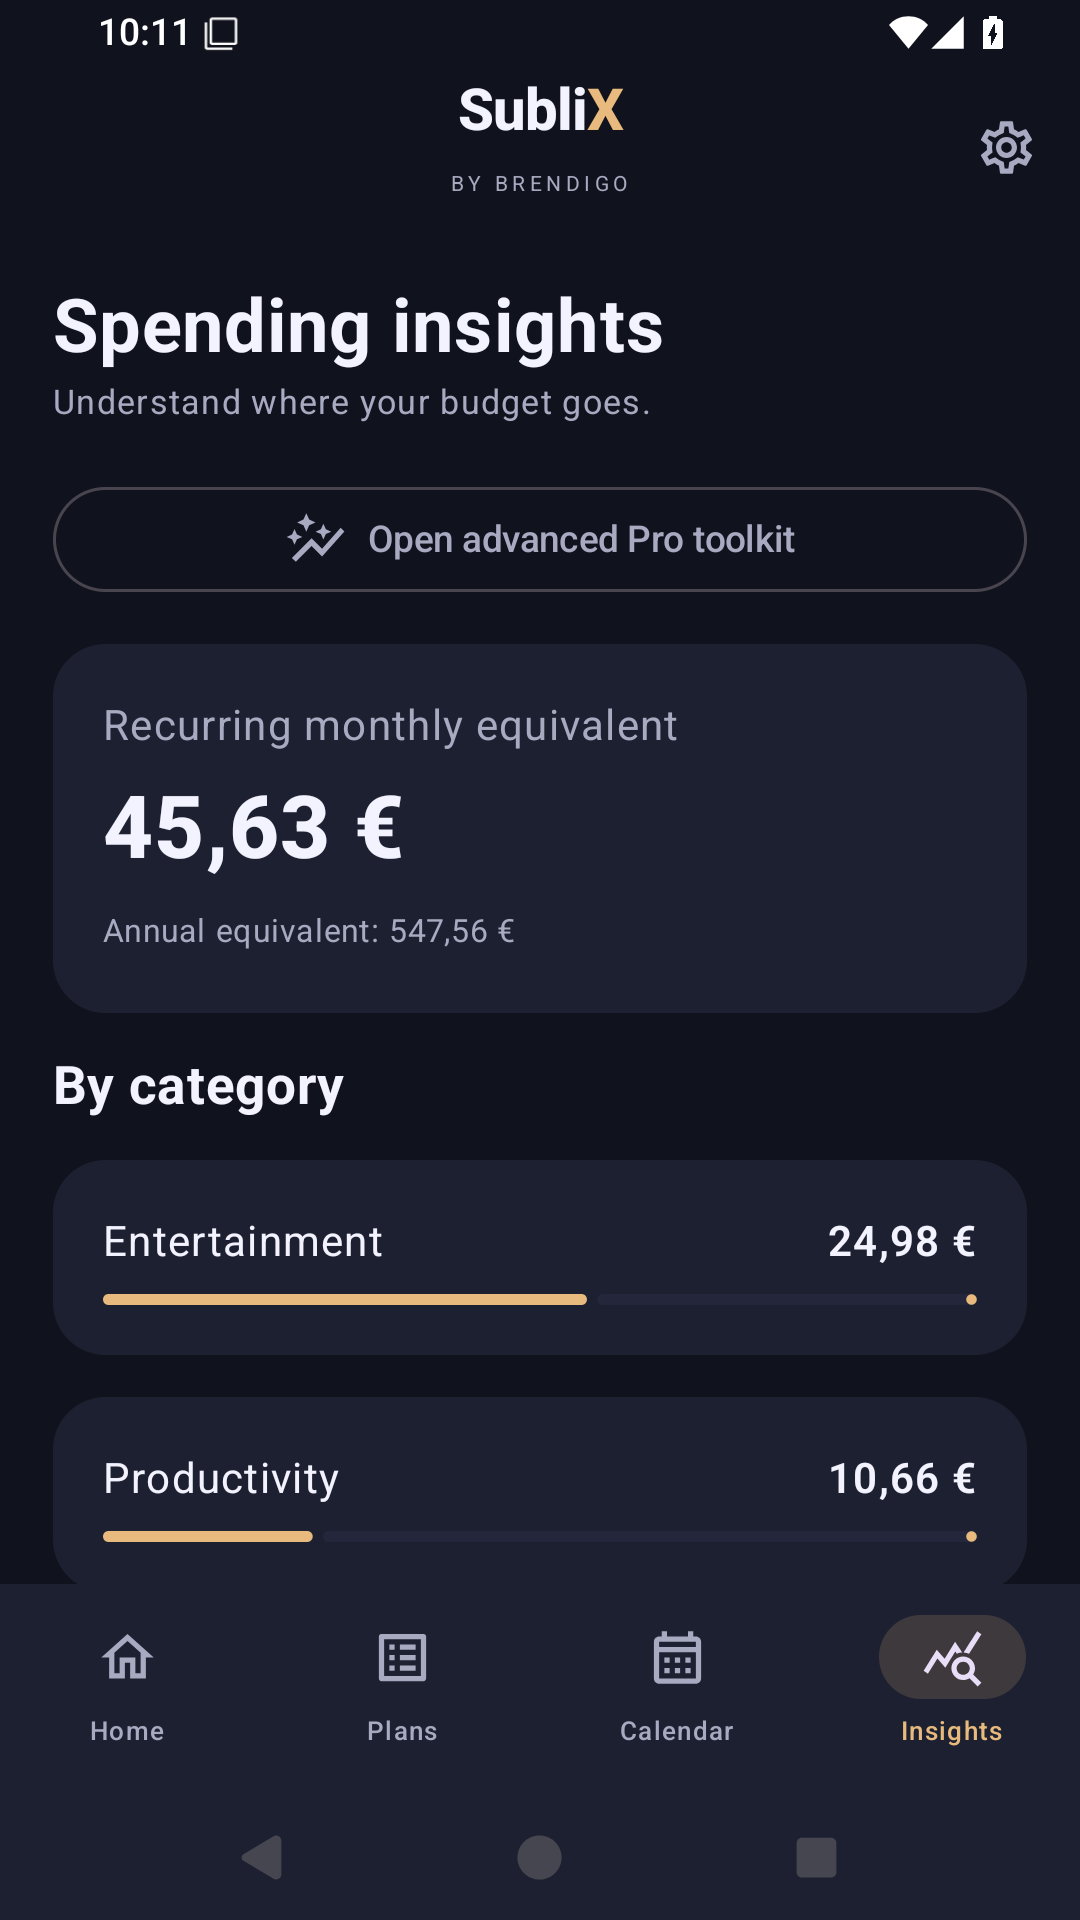 10:11
SubliX
BY BRENDIGO
Spending insights
Understand where your budget goes.
Open advanced Pro toolkit
Recurring monthly equivalent
45,63 €
Annual equivalent: 547,56 €
By category
Entertainment 24,98 €
Productivity 10,66 €
Home Plans Calendar Insights